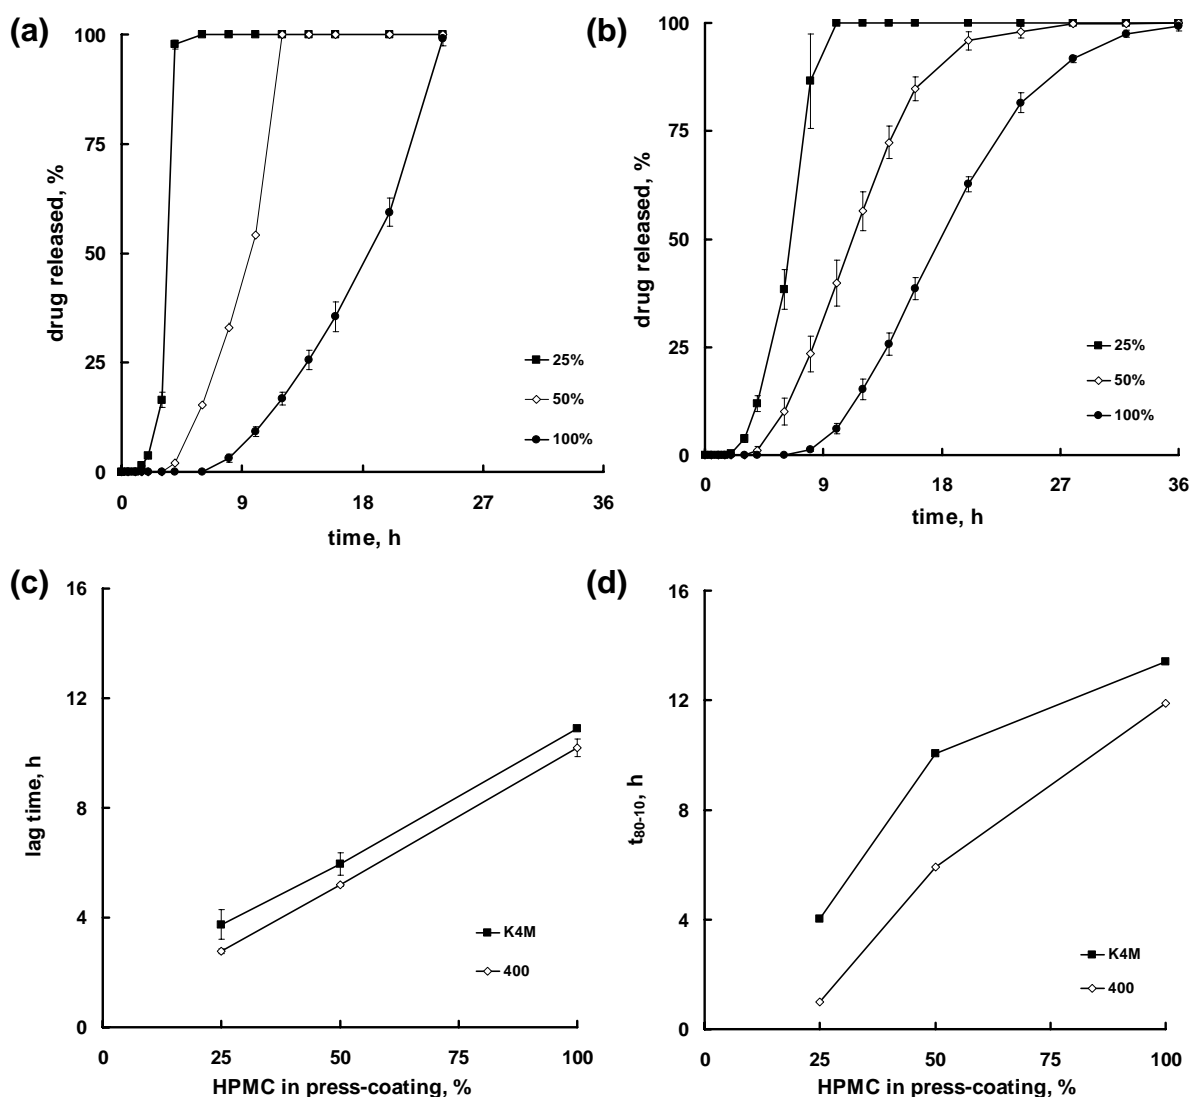 (a)
100
75
50
25
0
drug released, %
25%
50%
100%
0 9 18 27 36
time, h
(b)
100
75
50
25
0
drug released, %
25%
50%
100%
0 9 18 27 36
time, h
(c)
16
12
8
4
0
lag time, h
K4M
400
0 25 50 75 100
HPMC in press-coating, %
(d)
16
12
8
4
0
t80-10, h
K4M
400
0 25 50 75 100
HPMC in press-coating, %